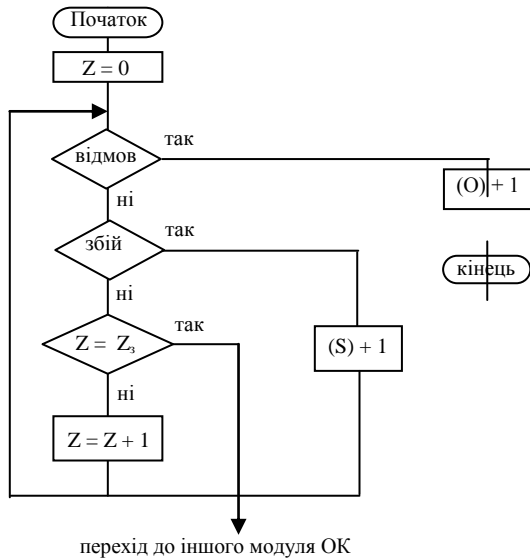 Початок
Z = 0
так
відмов
(O) + 1
ні
так
збій
кінець
ні
так
Z = Zз
(S) + 1
ні
Z = Z + 1
перехід до іншого модуля ОК